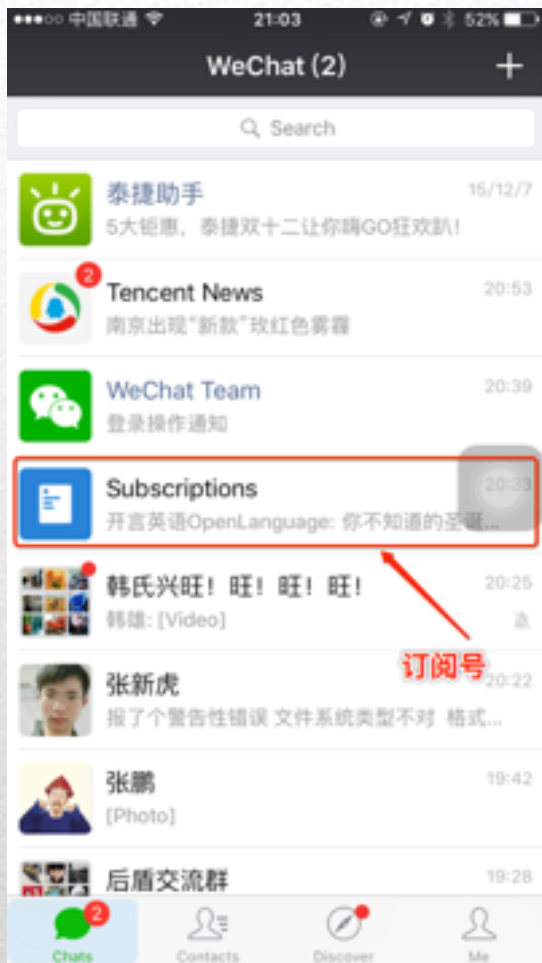 中国联通 21:03 52%
WeChat (2) +
Search
泰捷助手 15/12/7
5大钜惠，泰捷双十二让你嗨GO狂欢趴！
2
Tencent News 20:53
南京出现"新款"玫红色雾霾
WeChat Team 20:39
登录操作通知
Subscriptions 20:33
开言英语OpenLanguage: 你不知道的圣诞...
韩氏兴旺！旺！旺！旺！ 20:25
韩雄: [Video]
订阅号
张新虎 20:22
报了个警告性错误 文件系统类型不对 格式...
张鹏 19:42
[Photo]
后盾交流群 19:28
2
Chats Contacts Discover Me